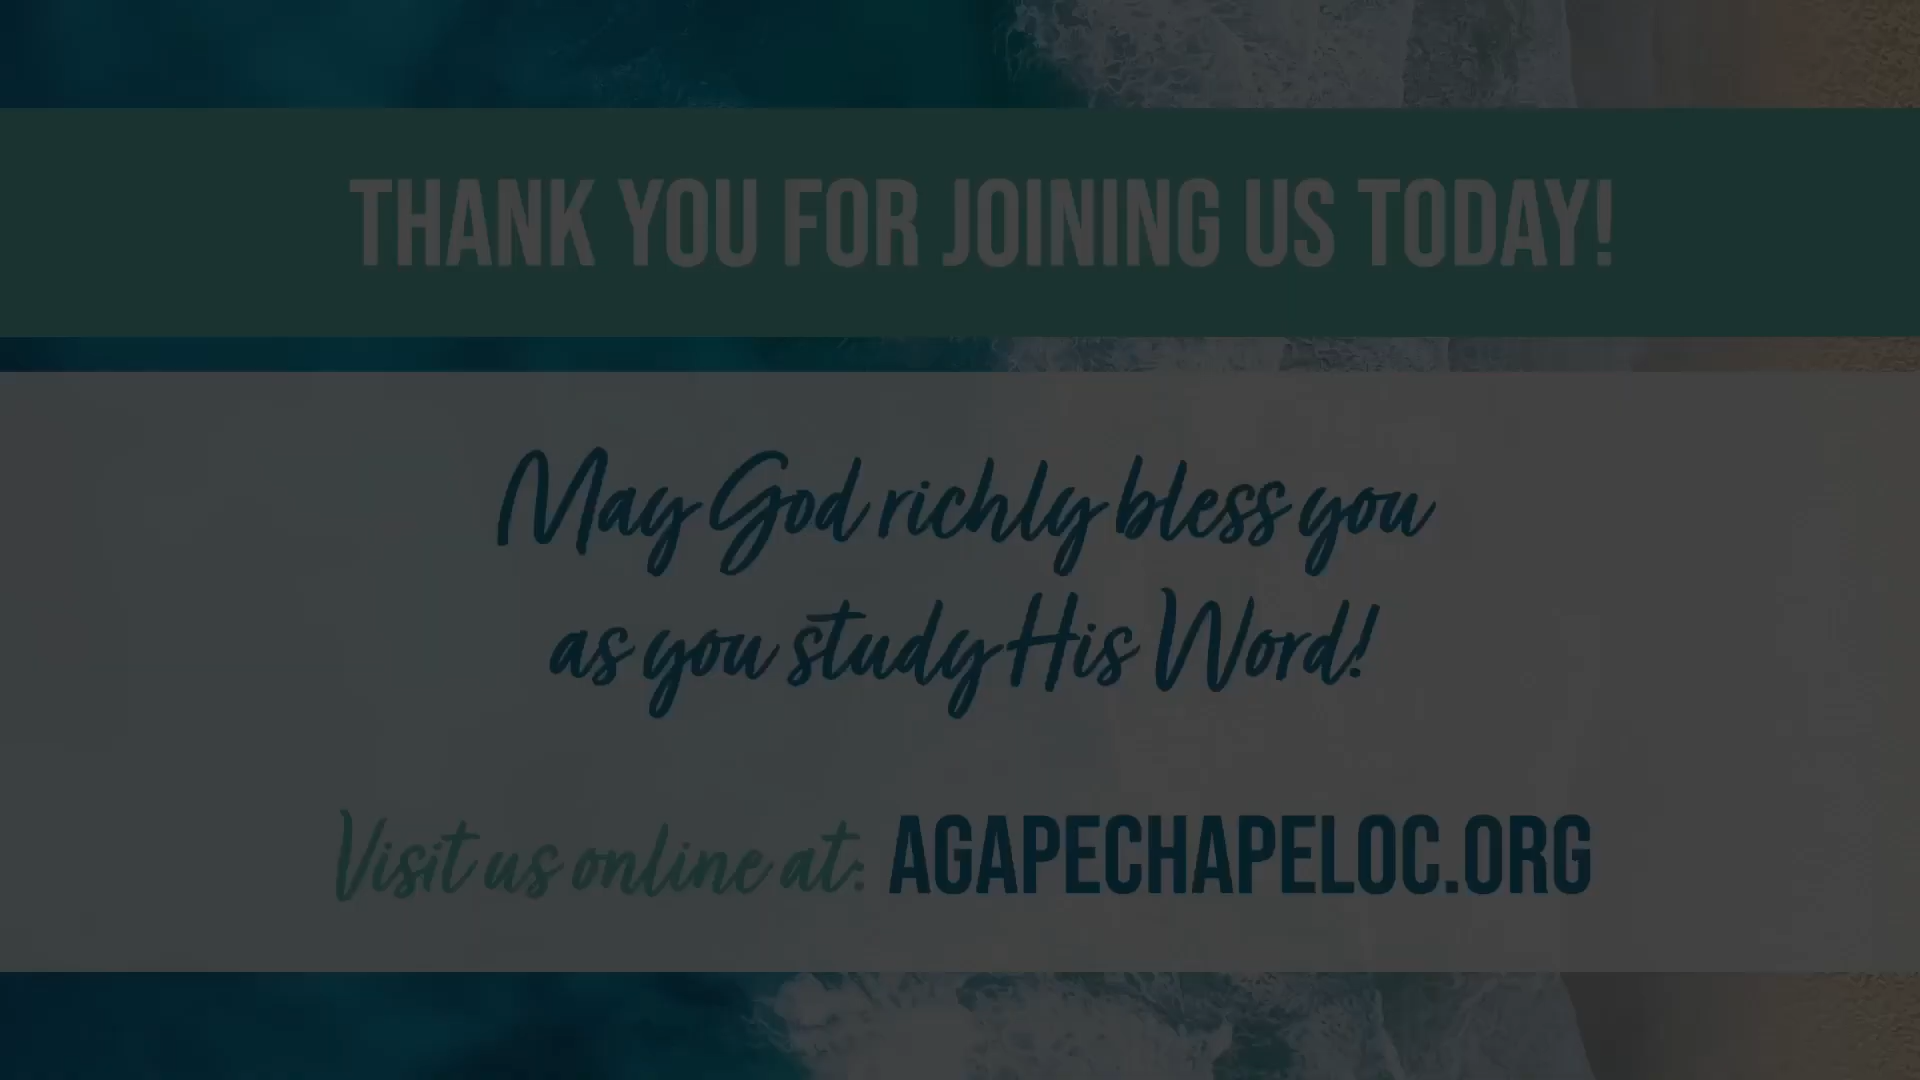 THANK YOU FOR JOINING US TODAY!
May God richly bless you
as you study His Word!
Visit us online at: AGAPECHAPELOC.ORG